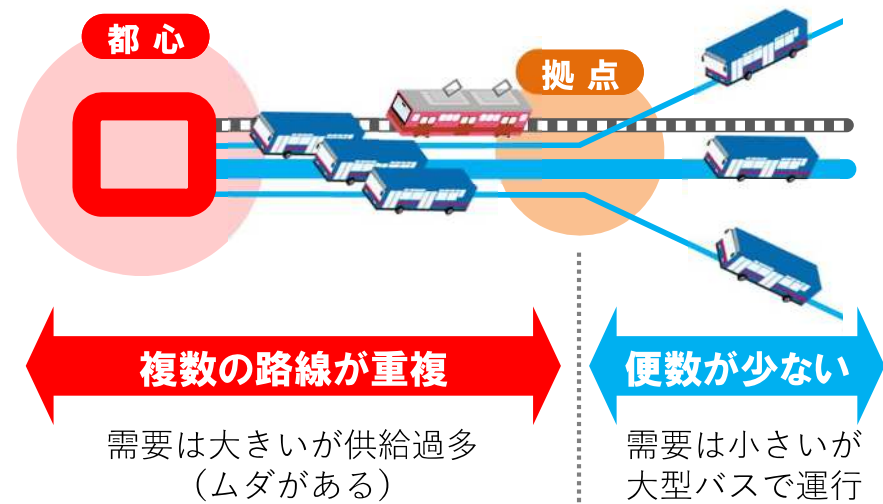 都心
拠点
複数の路線が重複
便数が少ない
需要は大きいが供給過多
（ムダがある）
需要は小さいが
大型バスで運行